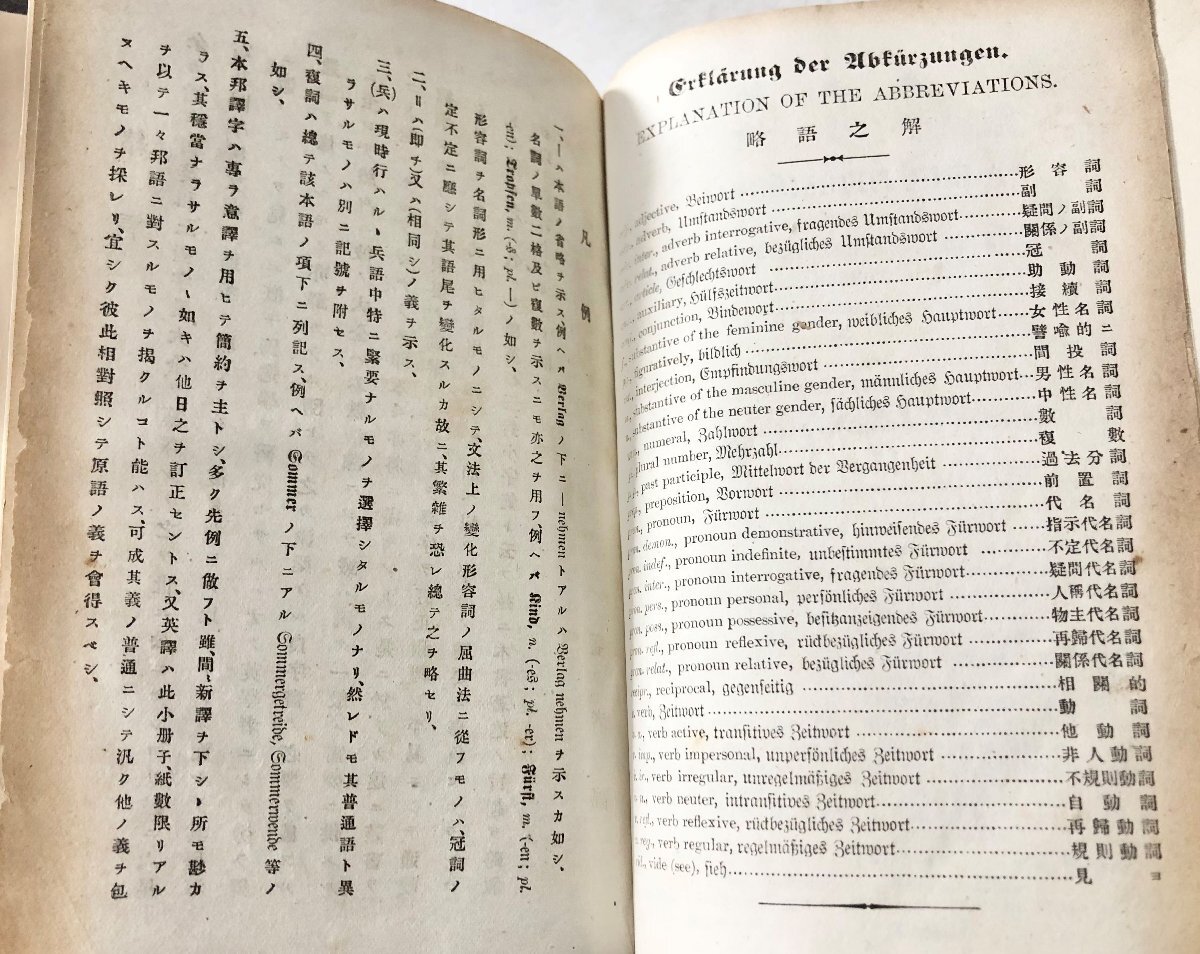 凡例
一、―ハ本語ノ省略ヲ示ス、例ヘバ Verlag ノ下ニ―nehmen トアルハ Verlag nehmen ヲ示スカ如シ、
名詞ノ單數二格及ビ複數ヲ示スニモ亦之ヲ用フ、例ヘバ Kind, n. (-es; pl. -er); Fürst, m. (-en; pl.
-en); Tropfen, m. (-s; pl. —)ノ如シ、
形容詞ヲ名詞形ニ用ヒタルモノニシテ、文法上ノ變化形容詞ノ屈曲法ニ從フモノハ、冠詞ノ
定不定ニ應シテ其語尾ヲ變化スルカ故ニ、其繁雜ヲ恐レ總テ之ヲ略セリ、
二、=ハ(即チ)又ハ(相同シ)ノ義ヲ示ス、
三、(兵)ハ現時行ハルヽ兵語中特ニ緊要ナルモノヲ選擇シタルモノナリ、然レドモ其普通語ト異
ラサルモノハ別ニ記號ヲ附セス、
四、複詞ハ總テ該本語ノ項下ニ列記ス、例ヘバ Sommer ノ下ニアル Sommergetreide, Sommerwende 等ノ
如シ、
五、本邦譯字ハ專ラ意譯ヲ用ヒテ簡約ヲ主トシ、多ク先例ニ倣フト雖、間、新譯ヲ下シヽ所モ尠カ
ラス、其穩當ナラサルモノヽ如キハ他日之ヲ訂正セントス、又英譯ハ此小册子、紙數限リアル
ヲ以テ一々邦語ニ對スルモノヲ揭クルコト能ハス、可成其義ノ普通ニシテ汎ク他ノ義ヲ包
ヌヘキモノヲ採レリ、宜シク彼此相對照シテ原語ノ義ヲ會得スベシ、
Erklärung der Abkürzungen.
EXPLANATION OF THE ABBREVIATIONS.
略語之解
adjective, Beiwort 形容詞
adverb, Umstandswort 副詞
inter., adverb interrogative, fragendes Umstandswort 疑問ノ副詞
relat., adverb relative, bezügliches Umstandswort 關係ノ副詞
article, Geschlechtswort 冠詞
auxiliary, Hülfszeitwort 助動詞
conjunction, Bindewort 接續詞
substantive of the feminine gender, weibliches Hauptwort 女性名詞
figuratively, bildlich 譬喩的ニ
interjection, Empfindungswort 間投詞
substantive of the masculine gender, männliches Hauptwort 男性名詞
substantive of the neuter gender, sächliches Hauptwort 中性名詞
numeral, Zahlwort 數詞
plural number, Mehrzahl 複數
past participle, Mittelwort der Vergangenheit 過去分詞
preposition, Vorwort 前置詞
pronoun, Fürwort 代名詞
demon., pronoun demonstrative, hinweisendes Fürwort 指示代名詞
indef., pronoun indefinite, unbestimmtes Fürwort 不定代名詞
inter., pronoun interrogative, fragendes Fürwort 疑問代名詞
pers., pronoun personal, persönliches Fürwort 人稱代名詞
poss., pronoun possessive, besitzanzeigendes Fürwort 物主代名詞
refl., pronoun reflexive, rückbezügliches Fürwort 再歸代名詞
relat., pronoun relative, bezügliches Fürwort 關係代名詞
reciprocal, gegenseitig 相關的
verb, Zeitwort 動詞
verb active, transitives Zeitwort 他動詞
imp., verb impersonal, unpersönliches Zeitwort 非人動詞
ir., verb irregular, unregelmäßiges Zeitwort 不規則動詞
n., verb neuter, intransitives Zeitwort 自動詞
refl., verb reflexive, rückbezügliches Zeitwort 再歸動詞
reg., verb regular, regelmäßiges Zeitwort 規則動詞
vide (see), sieh 見ヨ